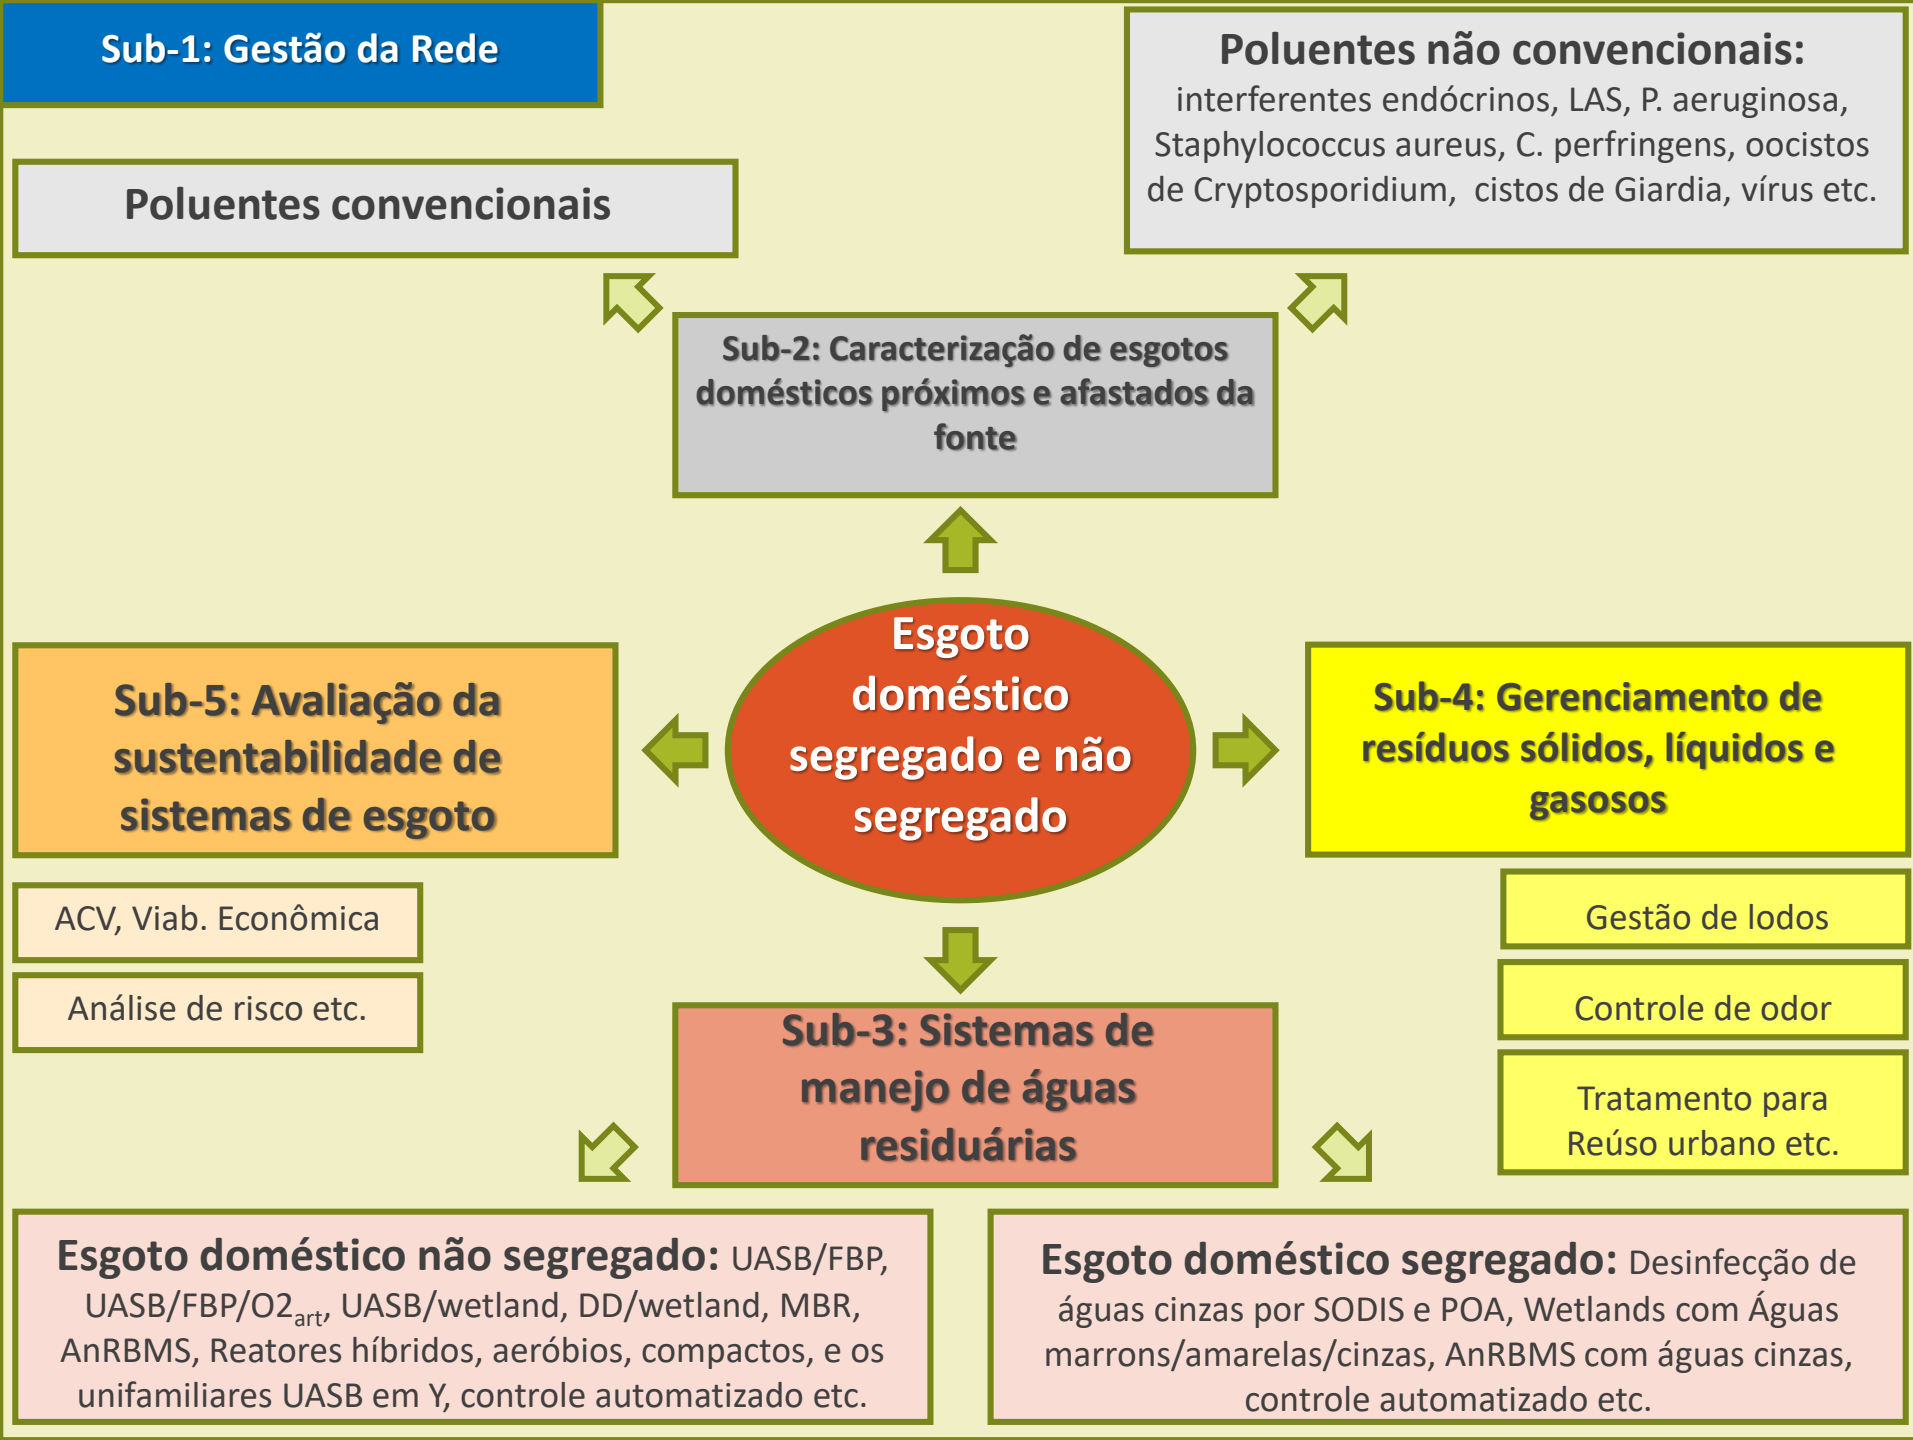 Sub-1: Gestão da Rede
Poluentes não convencionais:
interferentes endócrinos, LAS, P. aeruginosa,
Staphylococcus aureus, C. perfringens, oocistos
de Cryptosporidium, cistos de Giardia, vírus etc.
Poluentes convencionais
Sub-2: Caracterização de esgotos
domésticos próximos e afastados da
fonte
Esgoto
doméstico
segregado e não
segregado
Sub-5: Avaliação da
sustentabilidade de
sistemas de esgoto
Sub-4: Gerenciamento de
resíduos sólidos, líquidos e
gasosos
ACV, Viab. Econômica
Análise de risco etc.
Gestão de lodos
Controle de odor
Tratamento para
Reúso urbano etc.
Sub-3: Sistemas de
manejo de águas
residuárias
Esgoto doméstico não segregado: UASB/FBP,
UASB/FBP/O2art, UASB/wetland, DD/wetland, MBR,
AnRBMS, Reatores híbridos, aeróbios, compactos, e os
unifamiliares UASB em Y, controle automatizado etc.
Esgoto doméstico segregado: Desinfecção de
águas cinzas por SODIS e POA, Wetlands com Águas
marrons/amarelas/cinzas, AnRBMS com águas cinzas,
controle automatizado etc.